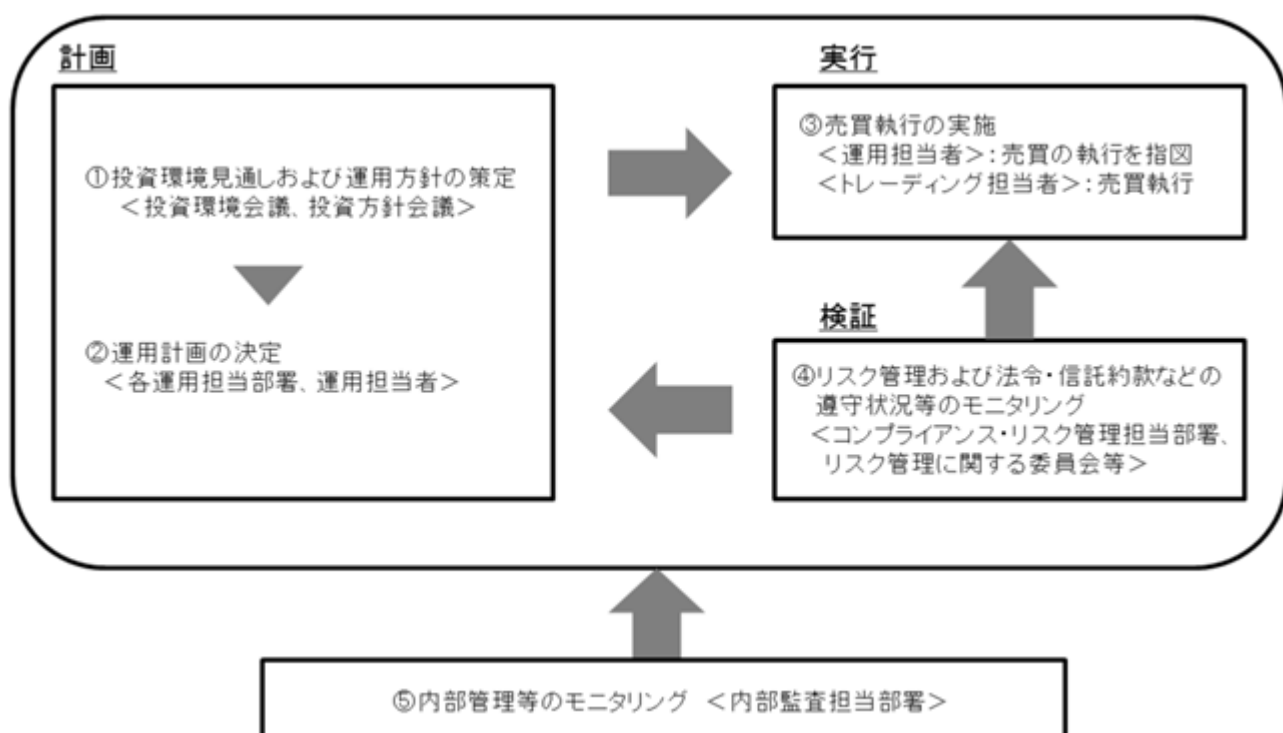 計画
①投資環境見通しおよび運用方針の策定
<投資環境会議、投資方針会議>
②運用計画の決定
<各運用担当部署、運用担当者>
実行
③売買執行の実施
<運用担当者>:売買の執行を指図
<トレーディング担当者>:売買執行
検証
④リスク管理および法令・信託約款などの
遵守状況等のモニタリング
<コンプライアンス・リスク管理担当部署、
リスク管理に関する委員会等>
⑤内部管理等のモニタリング <内部監査担当部署>